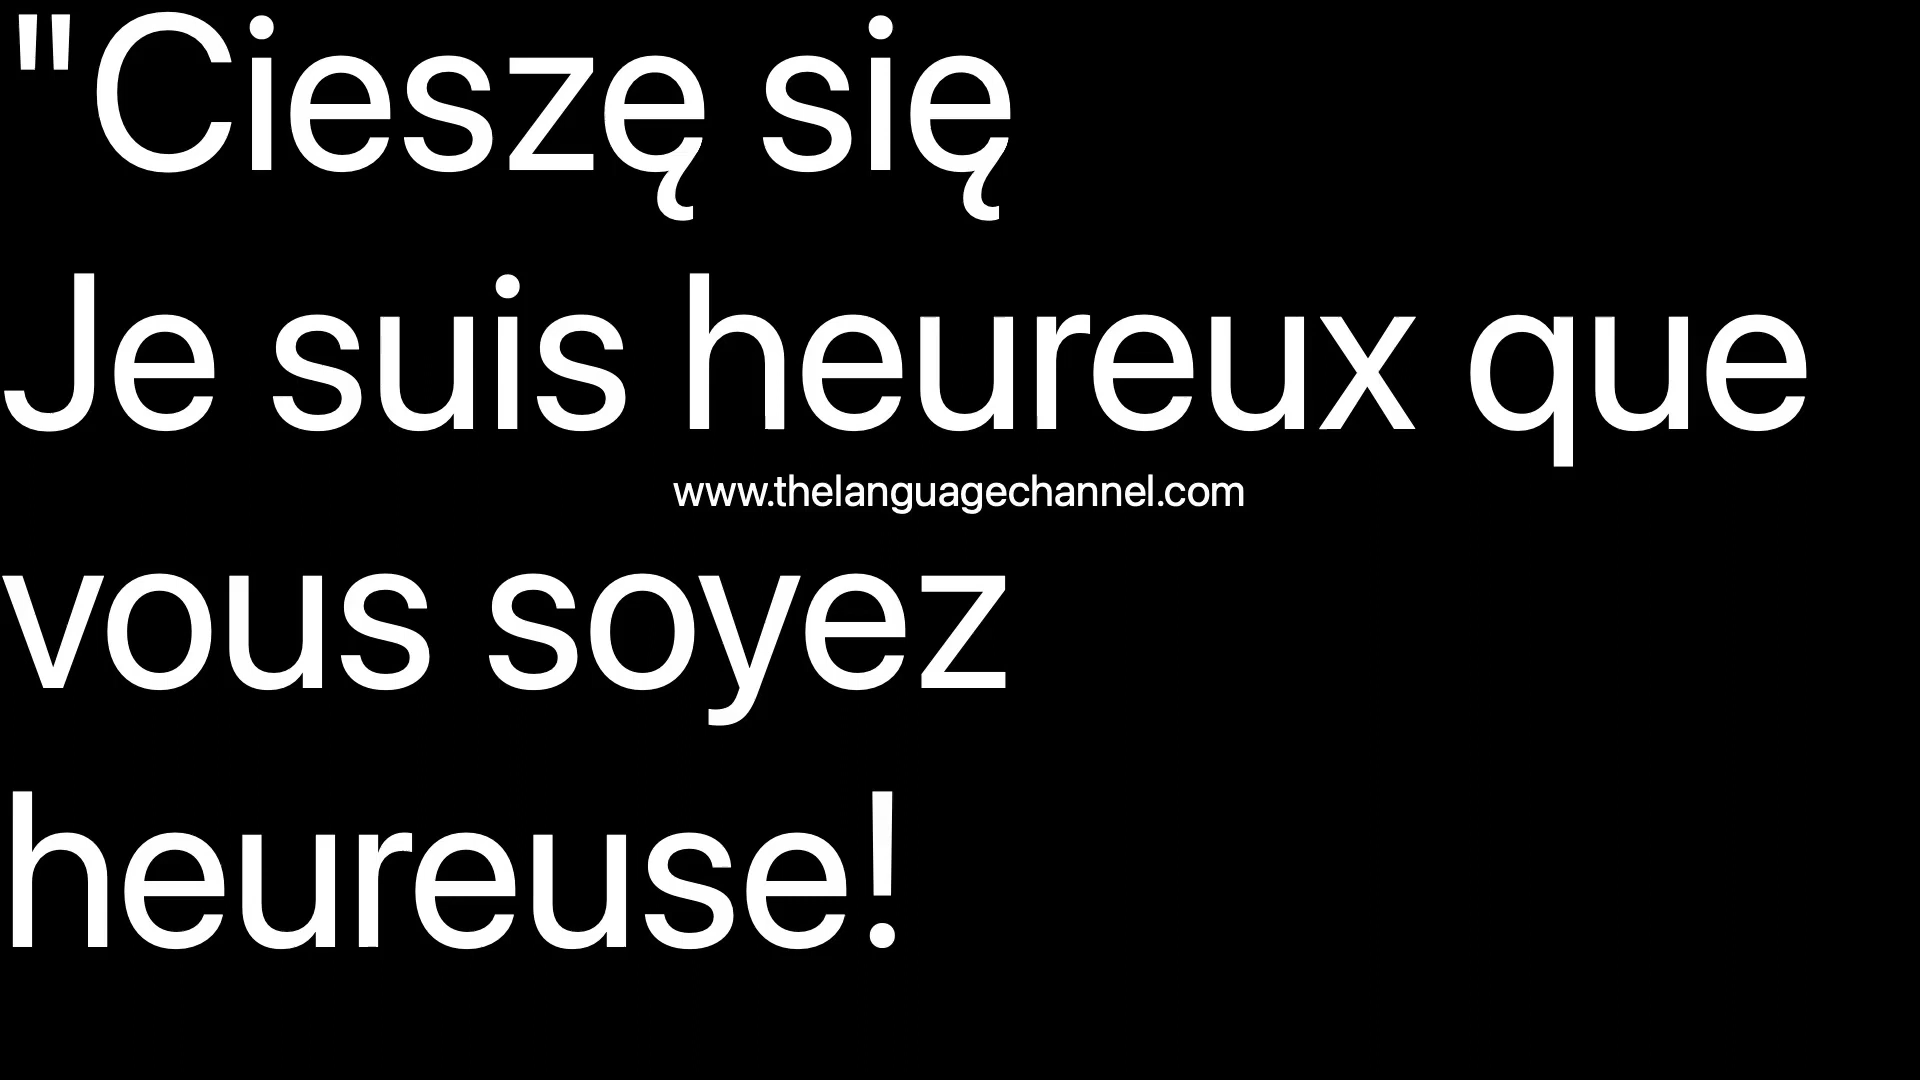 "Cieszę się
Je suis heureux que
www.thelanguagechannel.com
vous soyez
heureuse!